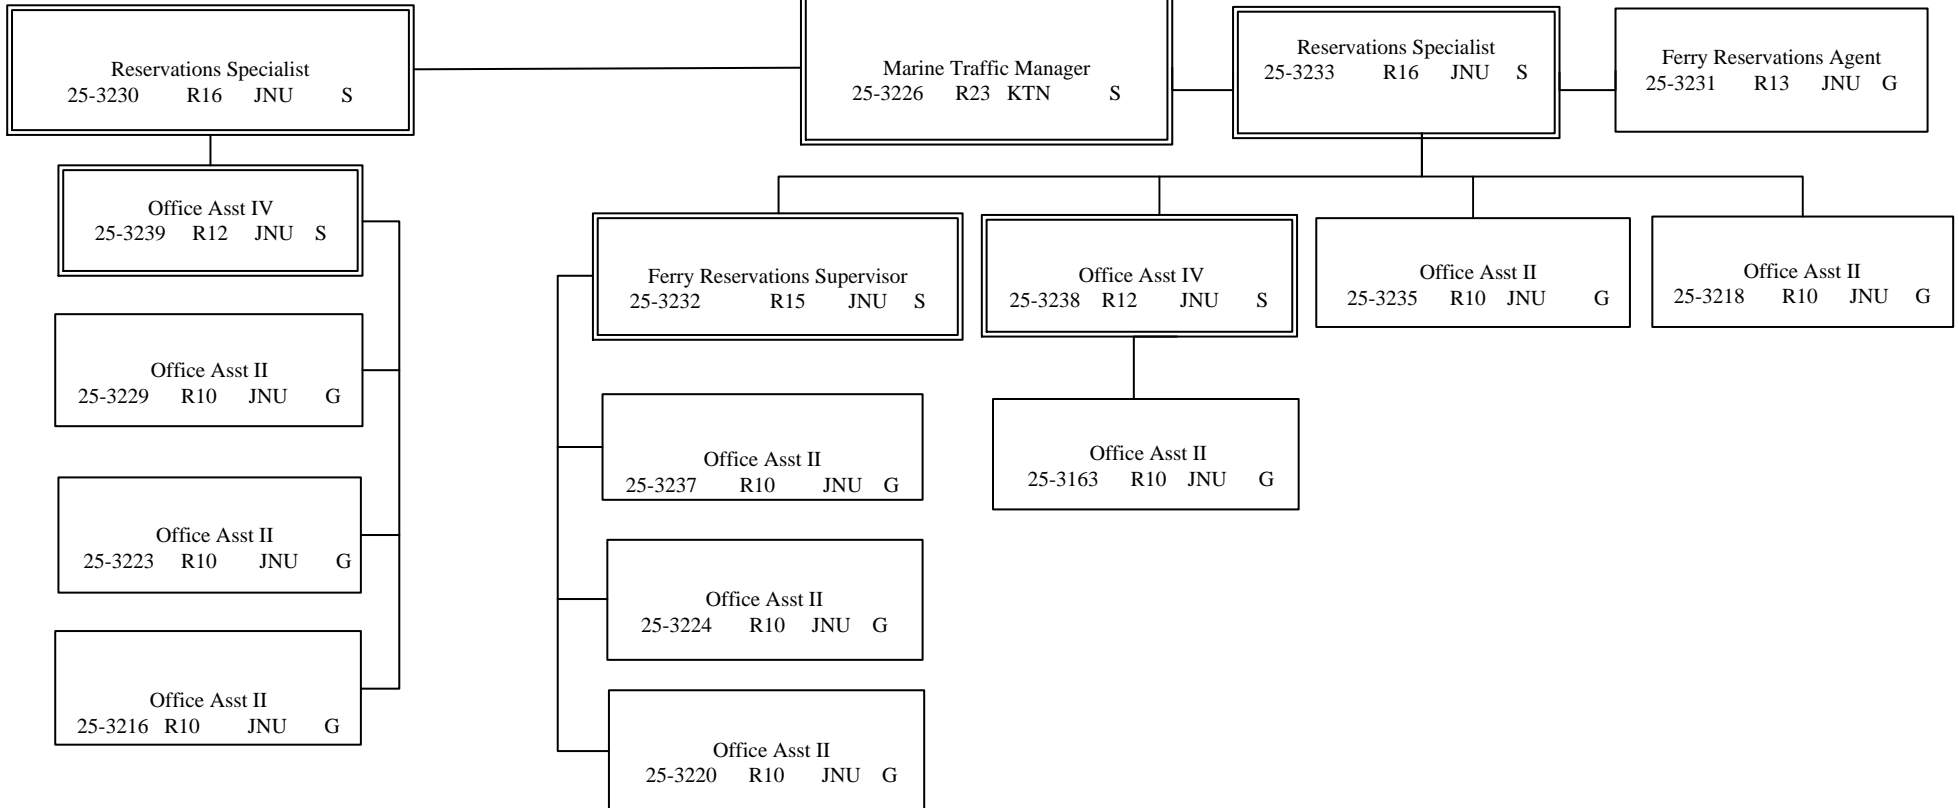 Reservations Specialist
25-3230 R16 JNU S
Marine Traffic Manager
25-3226 R23 KTN S
Reservations Specialist
25-3233 R16 JNU S
Ferry Reservations Agent
25-3231 R13 JNU G
Office Asst IV
25-3239 R12 JNU S
Office Asst II
25-3229 R10 JNU G
Office Asst II
25-3223 R10 JNU G
Office Asst II
25-3216 R10 JNU G
Ferry Reservations Supervisor
25-3232 R15 JNU S
Office Asst II
25-3237 R10 JNU G
Office Asst II
25-3224 R10 JNU G
Office Asst II
25-3220 R10 JNU G
Office Asst IV
25-3238 R12 JNU S
Office Asst II
25-3163 R10 JNU G
Office Asst II
25-3235 R10 JNU G
Office Asst II
25-3218 R10 JNU G